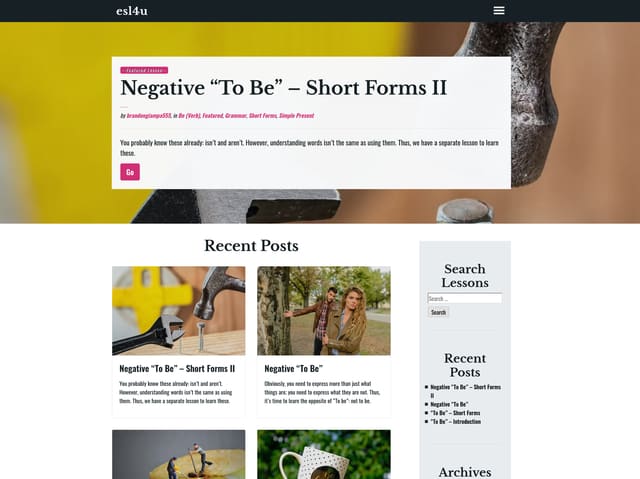 esl4u
- Featured Lesson -
Negative “To Be” – Short Forms II
by brandongiampa555, in Be (Verb), Featured, Grammar, Short Forms, Simple Present
You probably know these already: isn’t and aren’t. However, understanding words isn’t the same as using them. Thus, we have a separate lesson to learn
these.
Go
Recent Posts
Negative “To Be” – Short Forms II
You probably know these already: isn’t and aren’t.
However, understanding words isn’t the same as using
them. Thus, we have a separate lesson to learn these.
Negative “To Be”
Obviously, you need to express more than just what
things are; you need to express what they are not. Thus,
it’s time to learn the opposite of “To be”: not to be.
Search
Lessons
Search …
Search
Recent
Posts
Negative “To Be” – Short Forms
II
Negative “To Be”
“To Be” – Short Forms
“To Be” – Introduction
Archives